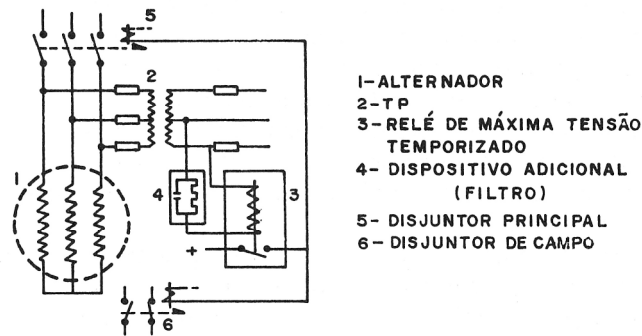 5
2
1
4
3
+
6
1-ALTERNADOR
2-TP
3-RELÉ DE MÁXIMA TENSÃO
TEMPORIZADO
4- DISPOSITIVO ADICIONAL
(FILTRO)
5- DISJUNTOR PRINCIPAL
6- DISJUNTOR DE CAMPO